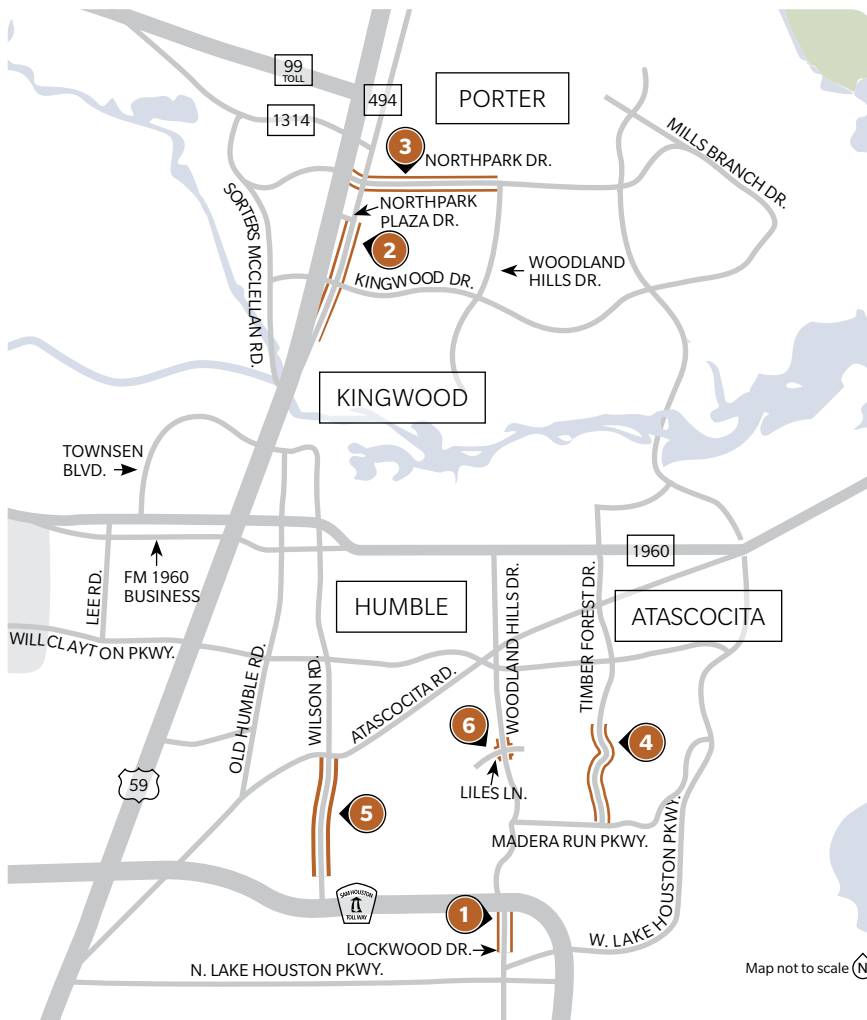 99
TOLL
494
PORTER
1314
3
NORTHPARK DR.
MILLS BRANCH DR.
SORTERS MCCLELLAN RD.
NORTHPARK
PLAZA DR.
2
WOODLAND
HILLS DR.
KINGWOOD DR.
KINGWOOD
TOWNSEN
BLVD.
1960
FM 1960
BUSINESS
LEE RD.
HUMBLE
WOODLAND HILLS DR.
TIMBER FOREST DR.
ATASCOCITA
WILL CLAYTON PKWY.
OLD HUMBLE RD.
WILSON RD.
ATASCOCITA RD.
6
4
59
LILES LN.
5
MADERA RUN PKWY.
W. LAKE HOUSTON PKWY.
SAM HOUSTON
TOLLWAY
1
LOCKWOOD DR.
N. LAKE HOUSTON PKWY.
Map not to scale
N